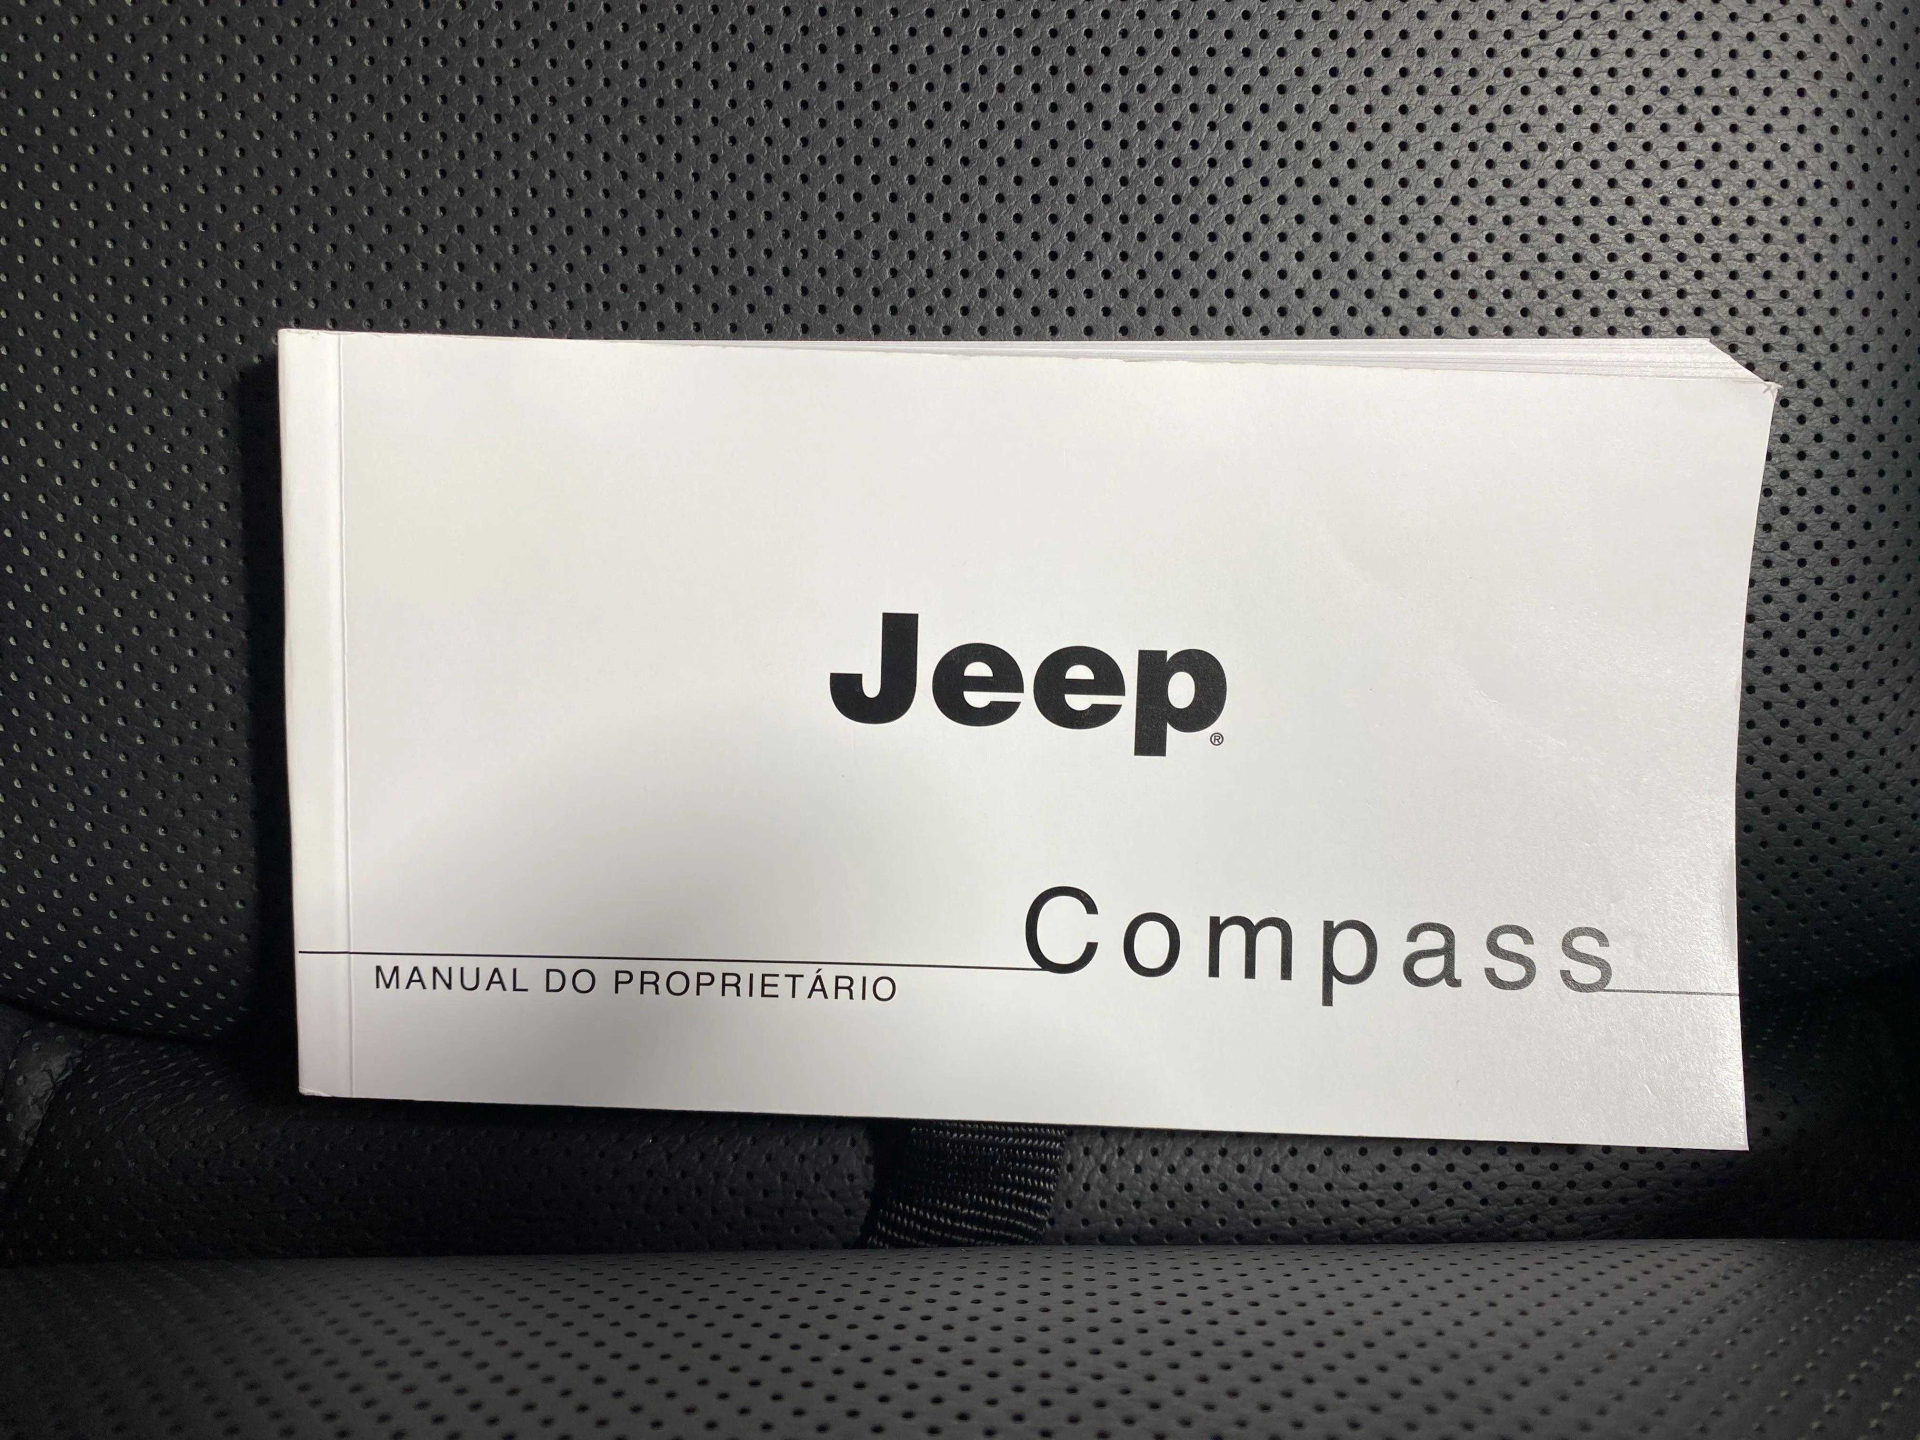 Jeep®
Compass
MANUAL DO PROPRIETÁRIO